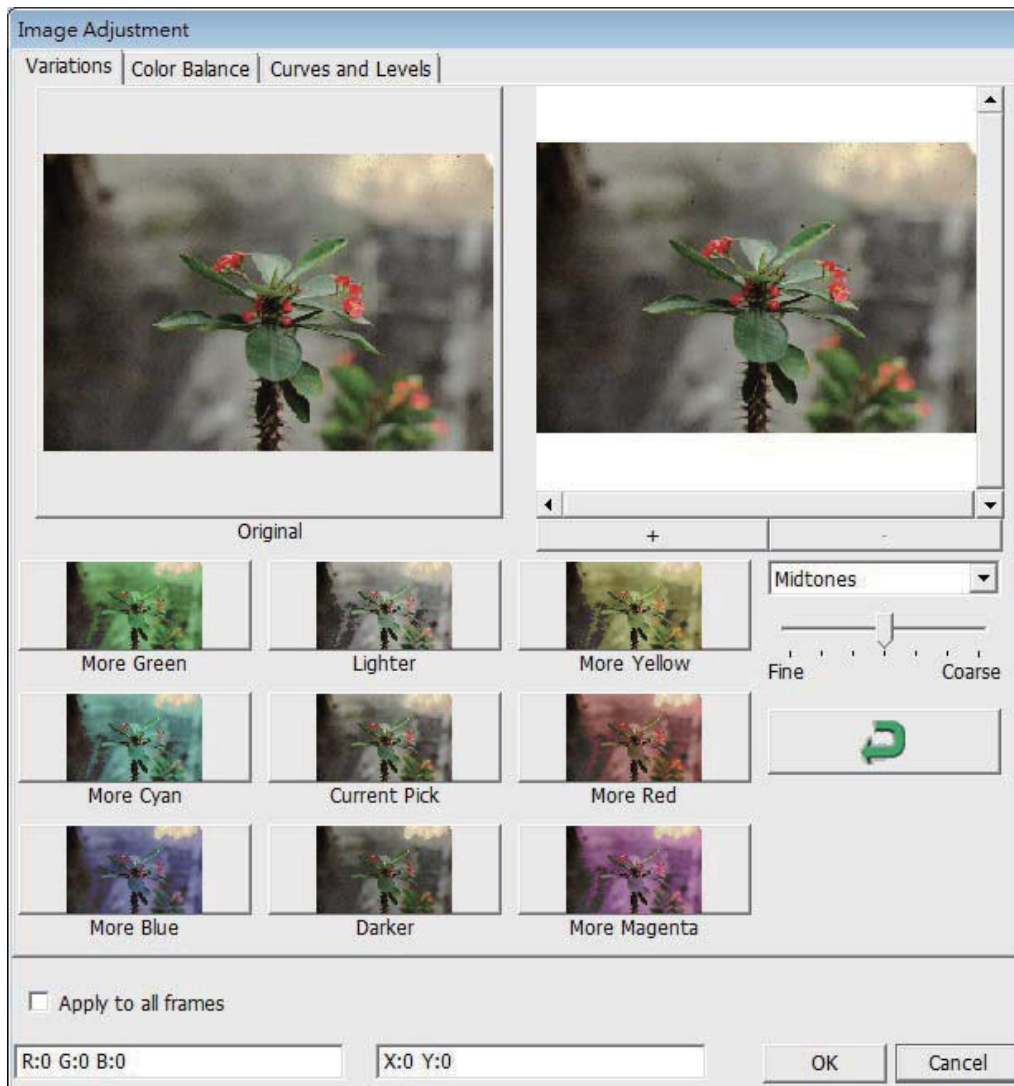 Image Adjustment
Variations
Color Balance
Curves and Levels
Original
+ -
Midtones
Fine Coarse
More Green Lighter More Yellow
More Cyan Current Pick More Red
More Blue Darker More Magenta
Apply to all frames
R:0 G:0 B:0 X:0 Y:0 OK Cancel